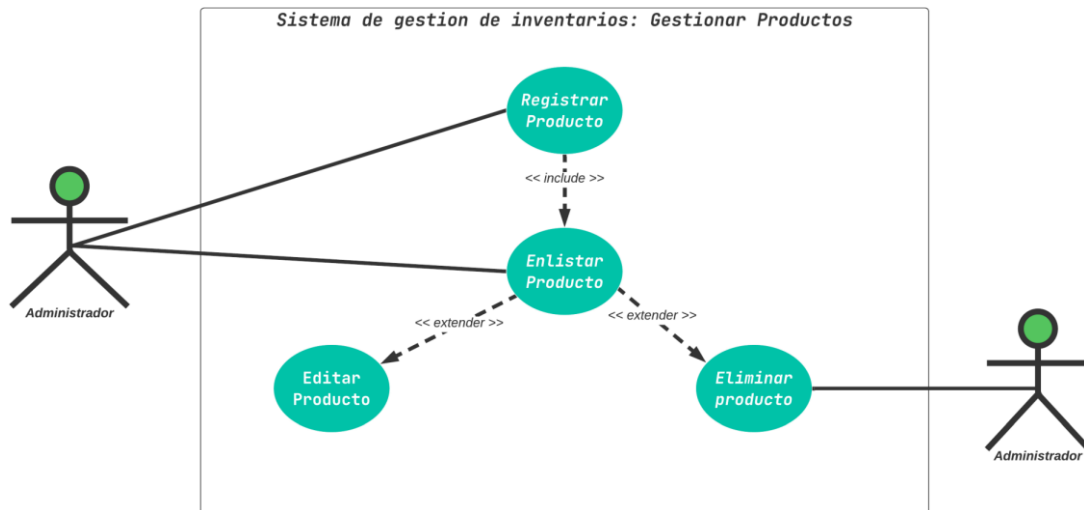 Sistema de gestion de inventarios: Gestionar Productos
Registrar
Producto
<< include >>
Enlistar
Producto
Administrador
<< extender >>
<< extender >>
Editar
Producto
Eliminar
producto
Administrador